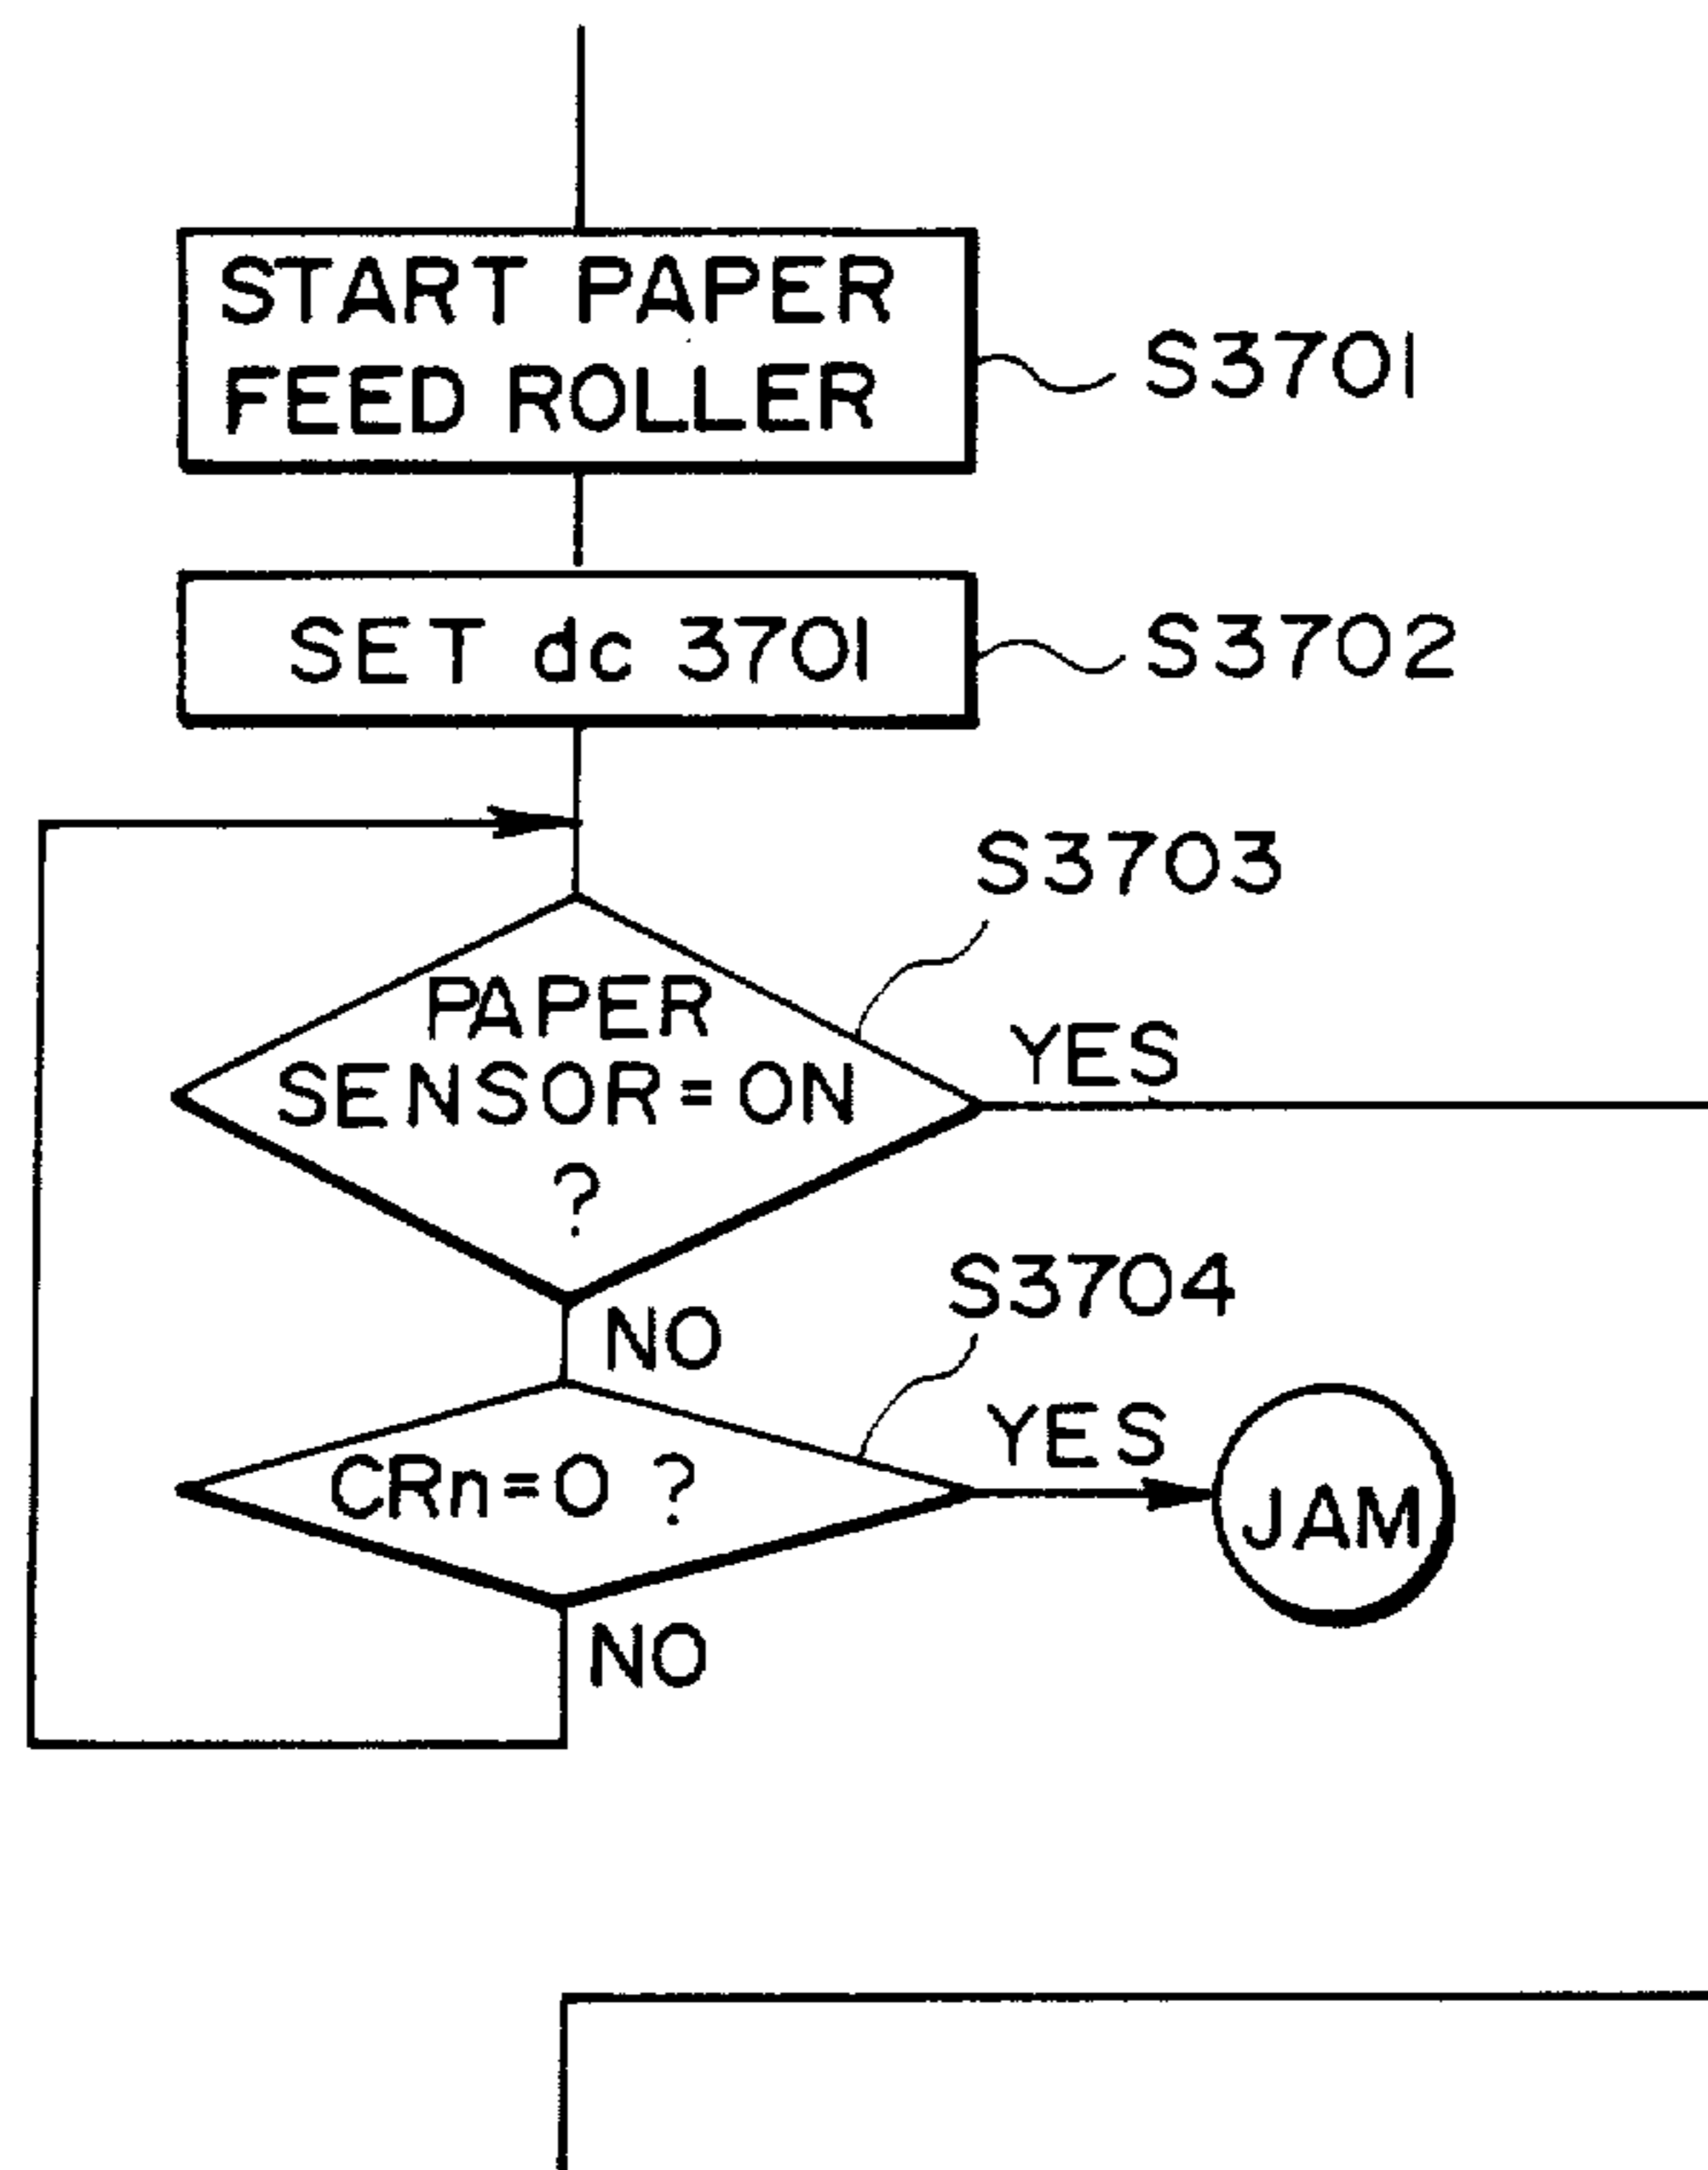 START PAPER
FEED ROLLER
S3701
SET dc 3701
S3702
S3703
PAPER
SENSOR=ON
?
YES
NO
S3704
CRn=0 ?
YES
JAM
NO